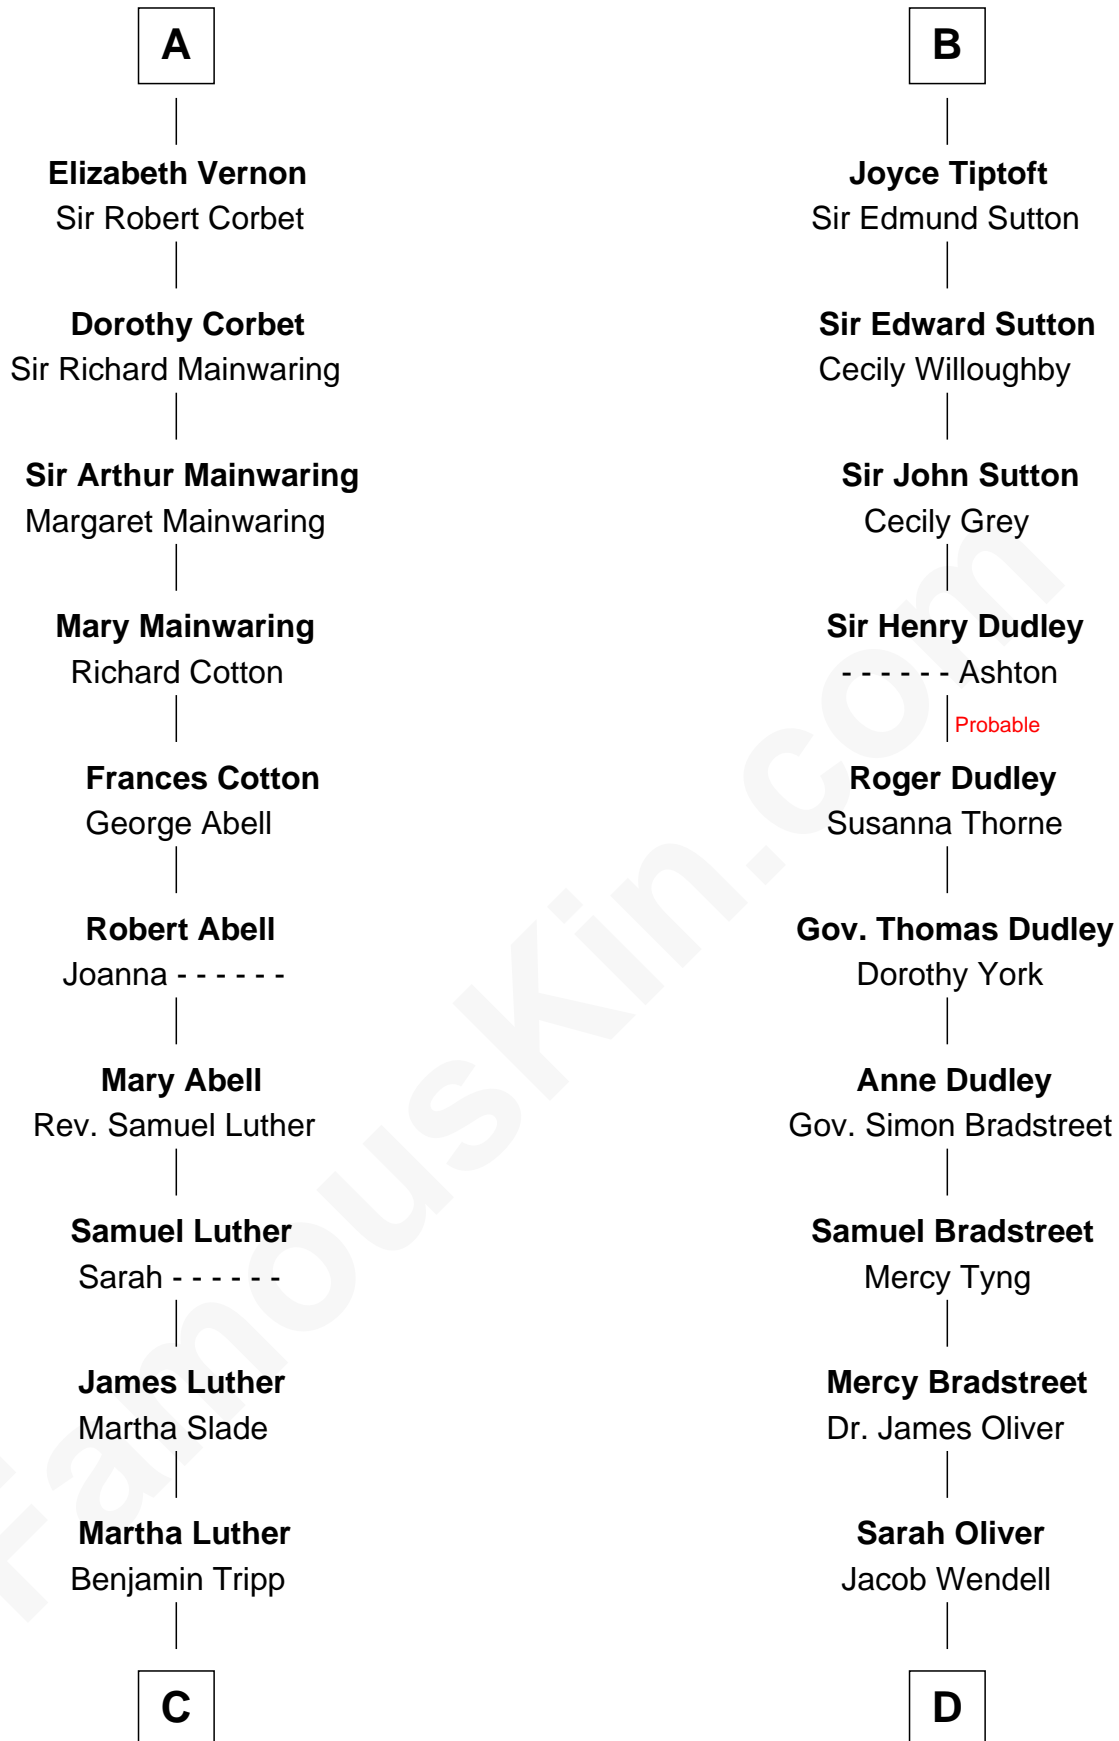 A
Elizabeth Vernon
Sir Robert Corbet
Dorothy Corbet
Sir Richard Mainwaring
Sir Arthur Mainwaring
Margaret Mainwaring
Mary Mainwaring
Richard Cotton
Frances Cotton
George Abell
Robert Abell
Joanna - - - - - -
Mary Abell
Rev. Samuel Luther
Samuel Luther
Sarah - - - - - -
James Luther
Martha Slade
Martha Luther
Benjamin Tripp
C
B
Joyce Tiptoft
Sir Edmund Sutton
Sir Edward Sutton
Cecily Willoughby
Sir John Sutton
Cecily Grey
Sir Henry Dudley
- - - - - - Ashton
Probable
Roger Dudley
Susanna Thorne
Gov. Thomas Dudley
Dorothy York
Anne Dudley
Gov. Simon Bradstreet
Samuel Bradstreet
Mercy Tyng
Mercy Bradstreet
Dr. James Oliver
Sarah Oliver
Jacob Wendell
D
FamousKin.com